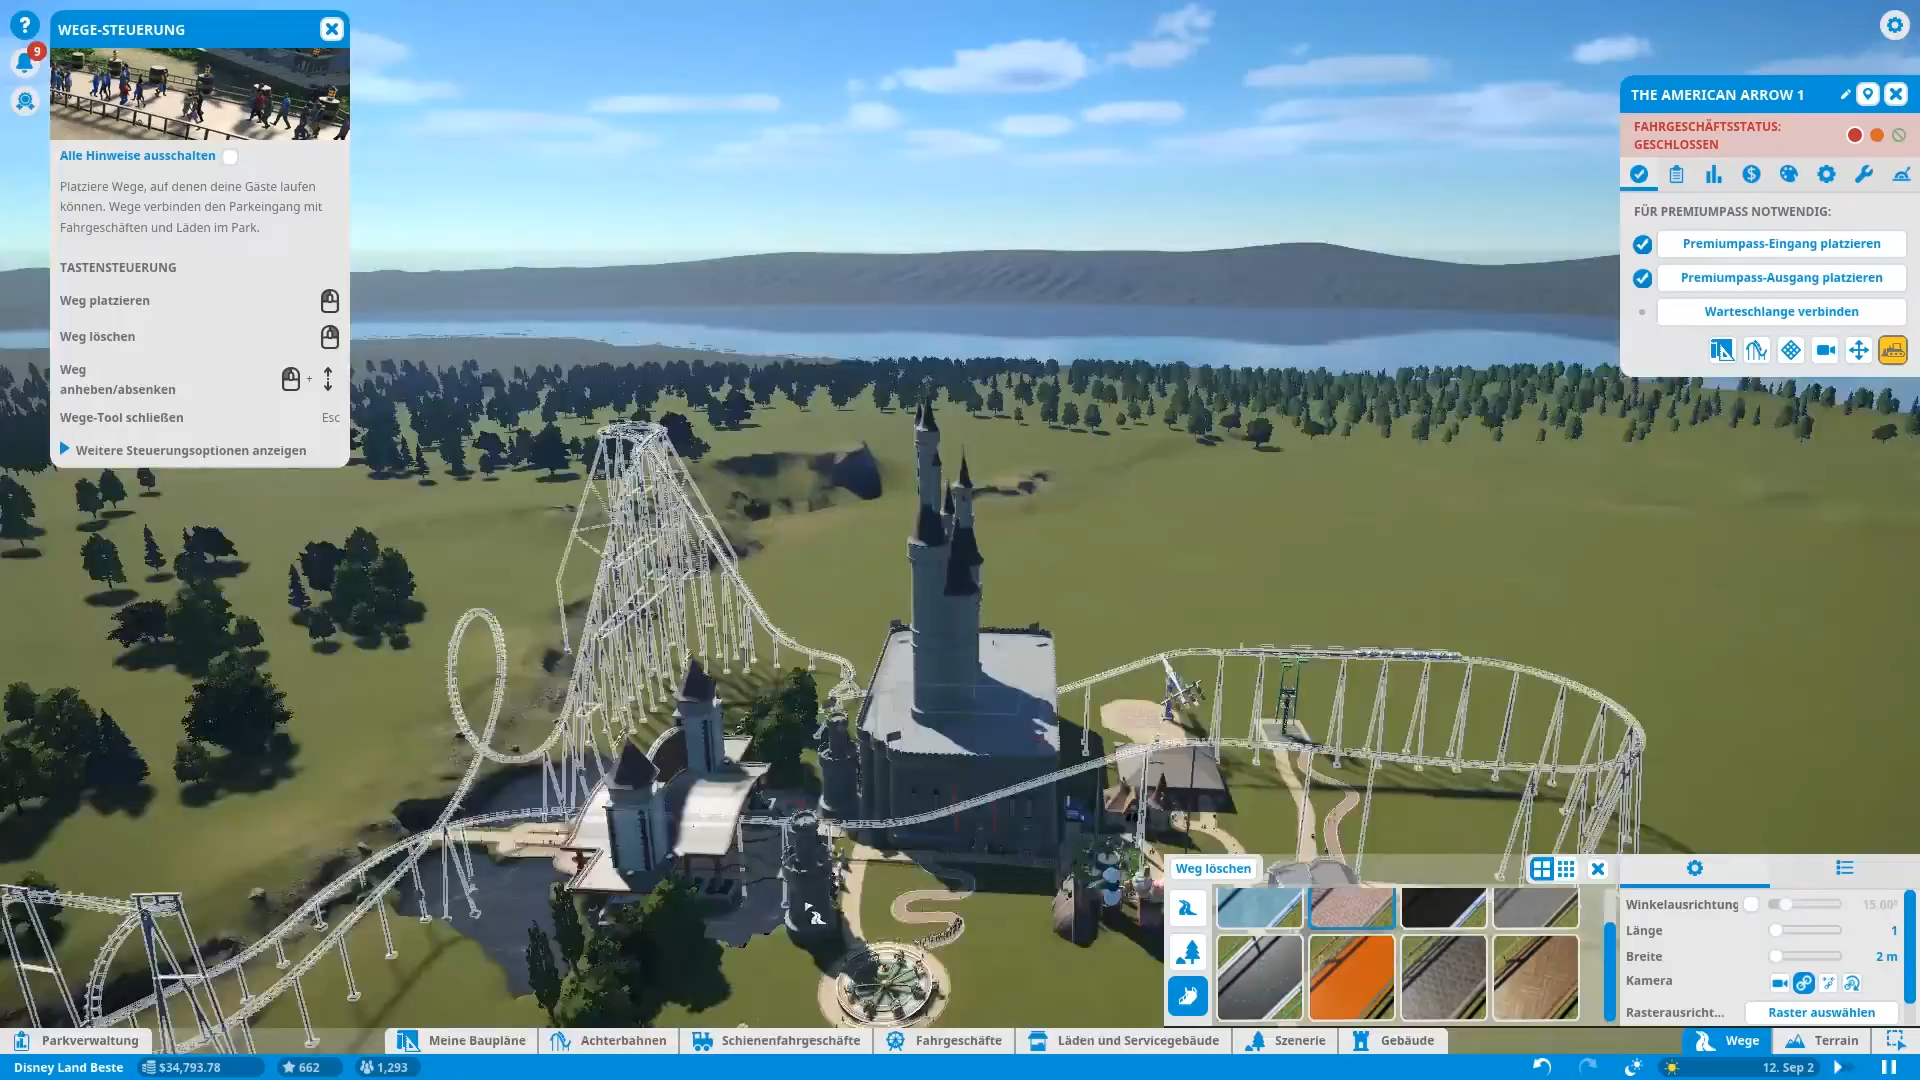 ?
9
WEGE-STEUERUNG
Alle Hinweise ausschalten
Platziere Wege, auf denen deine Gäste laufen
können. Wege verbinden den Parkeingang mit
Fahrgeschäften und Läden im Park.
TASTENSTEUERUNG
Weg platzieren
Weg löschen
Weg
anheben/absenken
+
Wege-Tool schließen Esc
Weitere Steuerungsoptionen anzeigen
THE AMERICAN ARROW 1
FAHRGESCHÄFTSSTATUS:
GESCHLOSSEN
FÜR PREMIUMPASS NOTWENDIG:
Premiumpass-Eingang platzieren
Premiumpass-Ausgang platzieren
Warteschlange verbinden
Weg löschen
Winkelausrichtung 15.00°
Länge 1
Breite 2 m
Kamera
Rasterausricht... Raster auswählen
Parkverwaltung
Meine Baupläne
Achterbahnen
Schienenfahrgeschäfte
Fahrgeschäfte
Läden und Servicegebäude
Szenerie
Gebäude
Wege
Terrain
Disney Land Beste
$34,793.78
662
1,293
12. Sep 2